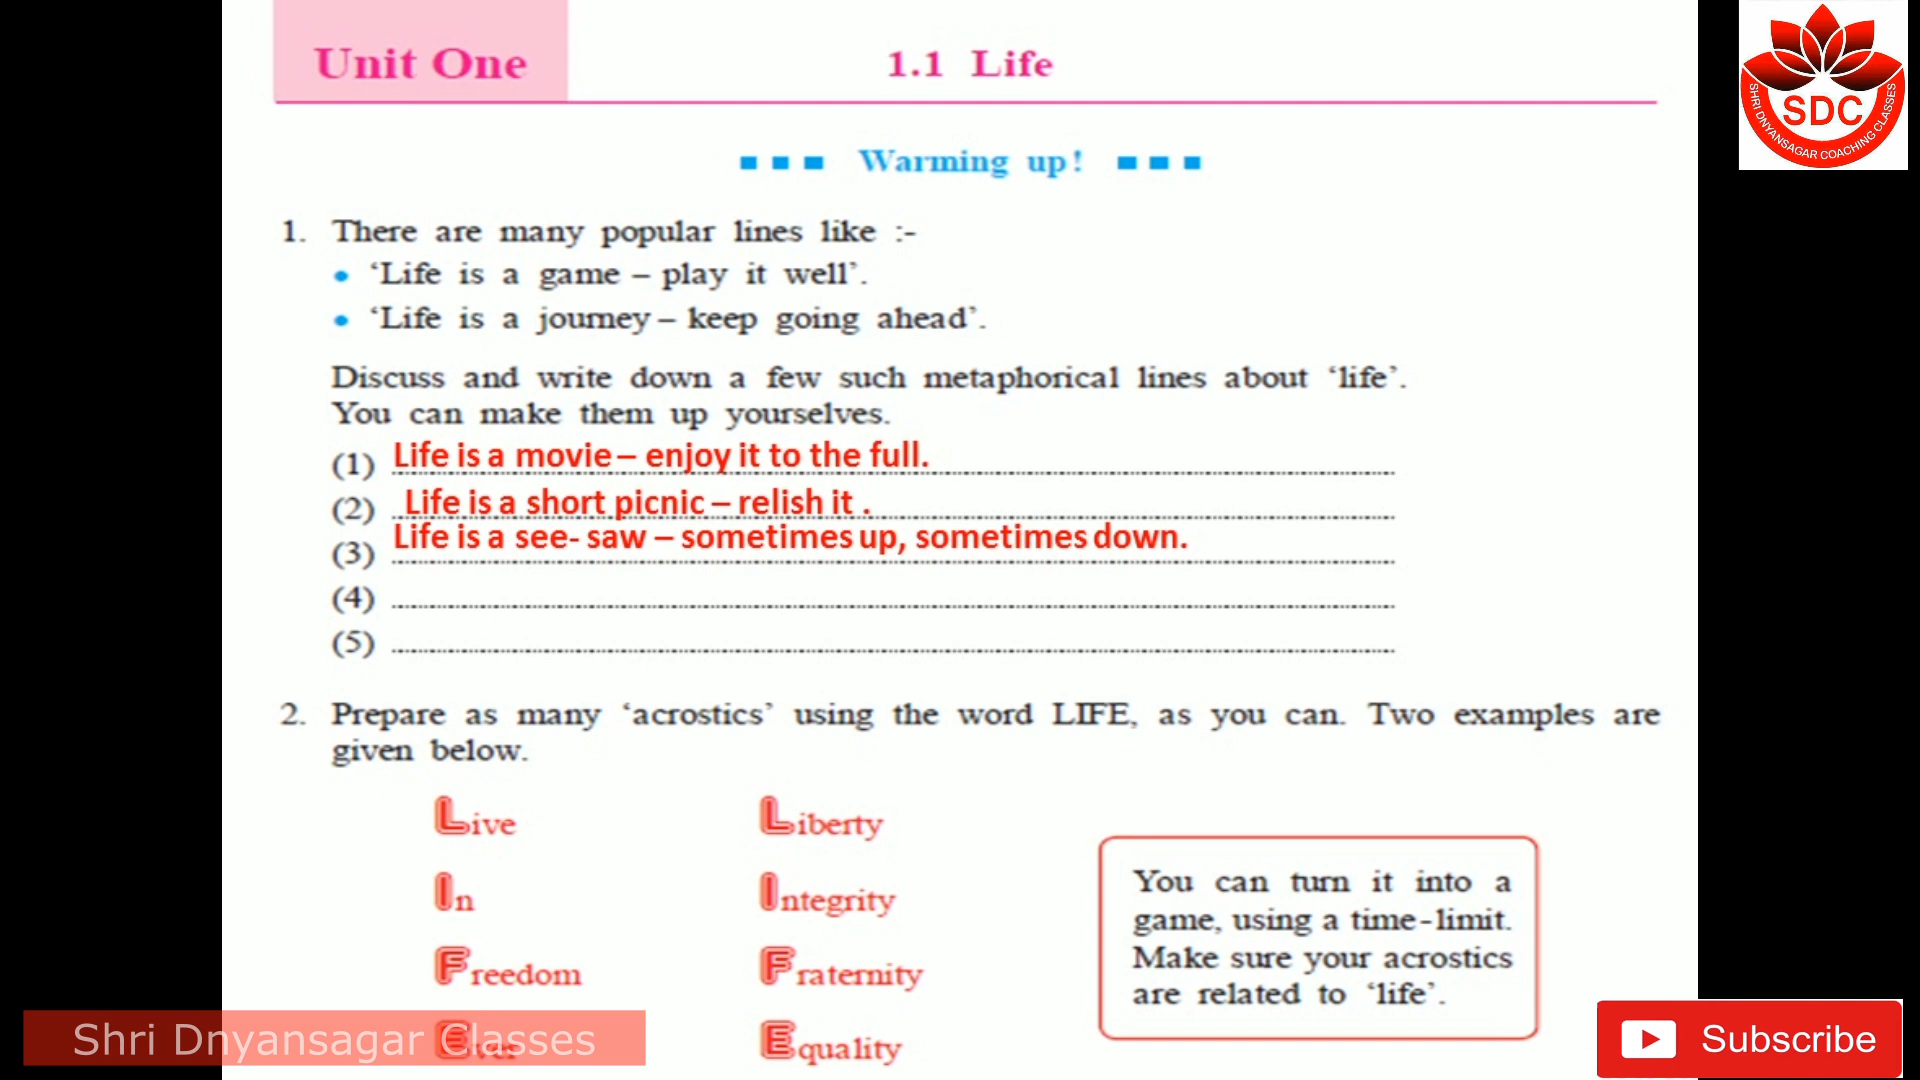 Unit One
1.1 Life
SDC
SHRI DNYANSAGAR COACHING CLASSES
Warming up!
1. There are many popular lines like :-
• ‘Life is a game – play it well’.
• ‘Life is a journey – keep going ahead’.
Discuss and write down a few such metaphorical lines about ‘life’.
You can make them up yourselves.
(1) Life is a movie – enjoy it to the full.
(2) Life is a short picnic – relish it .
(3) Life is a see- saw – sometimes up, sometimes down.
(4)
(5)
2. Prepare as many ‘acrostics’ using the word LIFE, as you can. Two examples are
given below.
Live
In
Freedom
Ever
Liberty
Integrity
Fraternity
Equality
You can turn it into a
game, using a time-limit.
Make sure your acrostics
are related to ‘life’.
Shri Dnyansagar Classes
Subscribe